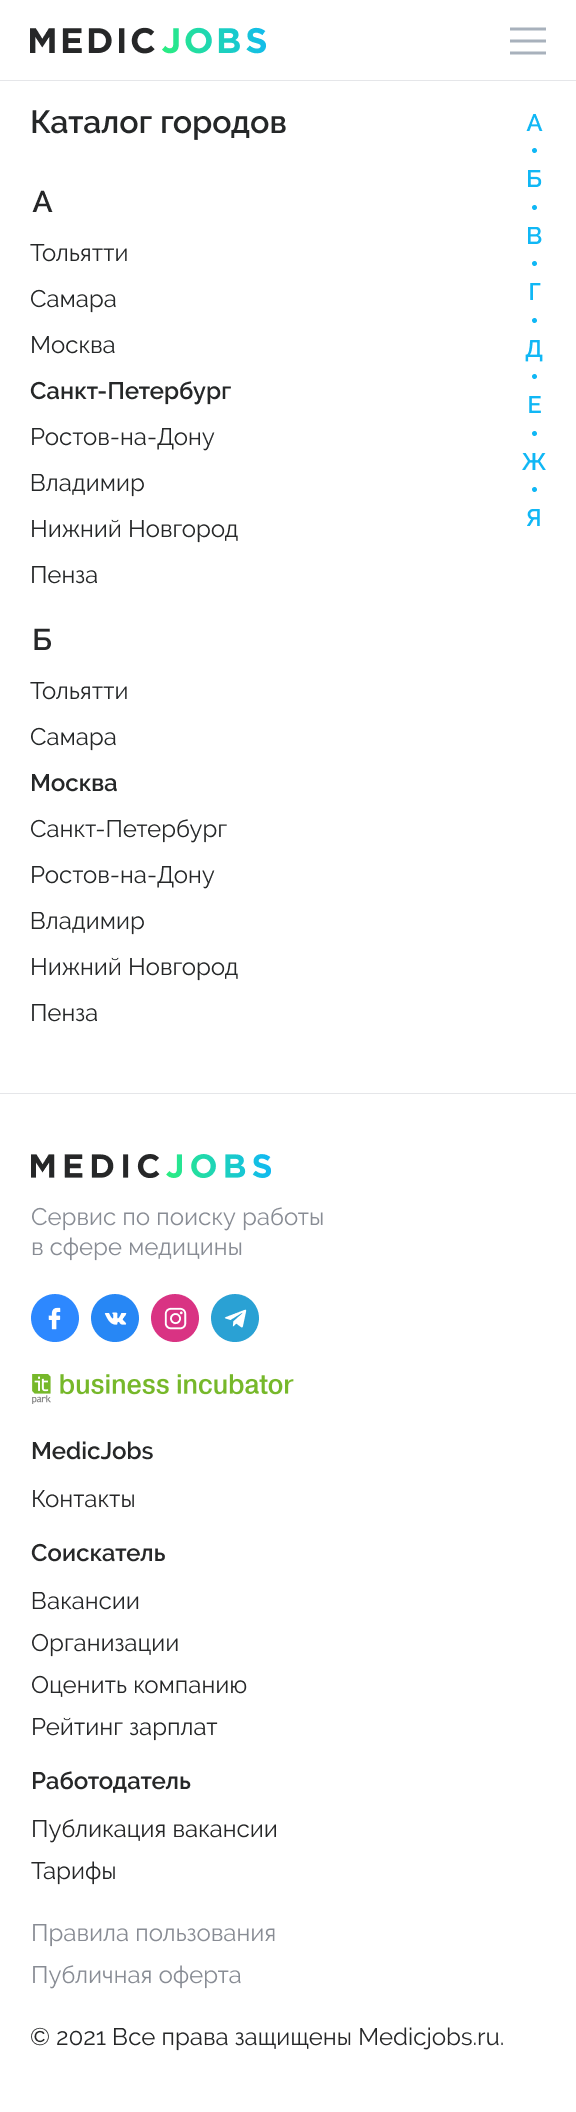 MEDICJOBS
Каталог городов
А
Тольятти
Самара
Москва
Санкт-Петербург
Ростов-на-Дону
Владимир
Нижний Новгород
Пенза
Б
Тольятти
Самара
Москва
Санкт-Петербург
Ростов-на-Дону
Владимир
Нижний Новгород
Пенза
А
•
Б
•
В
•
Г
•
Д
•
Е
•
Ж
•
Я
MEDICJOBS
Сервис по поиску работы
в сфере медицины
it park business incubator
MedicJobs
Контакты
Соискатель
Вакансии
Организации
Оценить компанию
Рейтинг зарплат
Работодатель
Публикация вакансии
Тарифы
Правила пользования
Публичная оферта
© 2021 Все права защищены Medicjobs.ru.